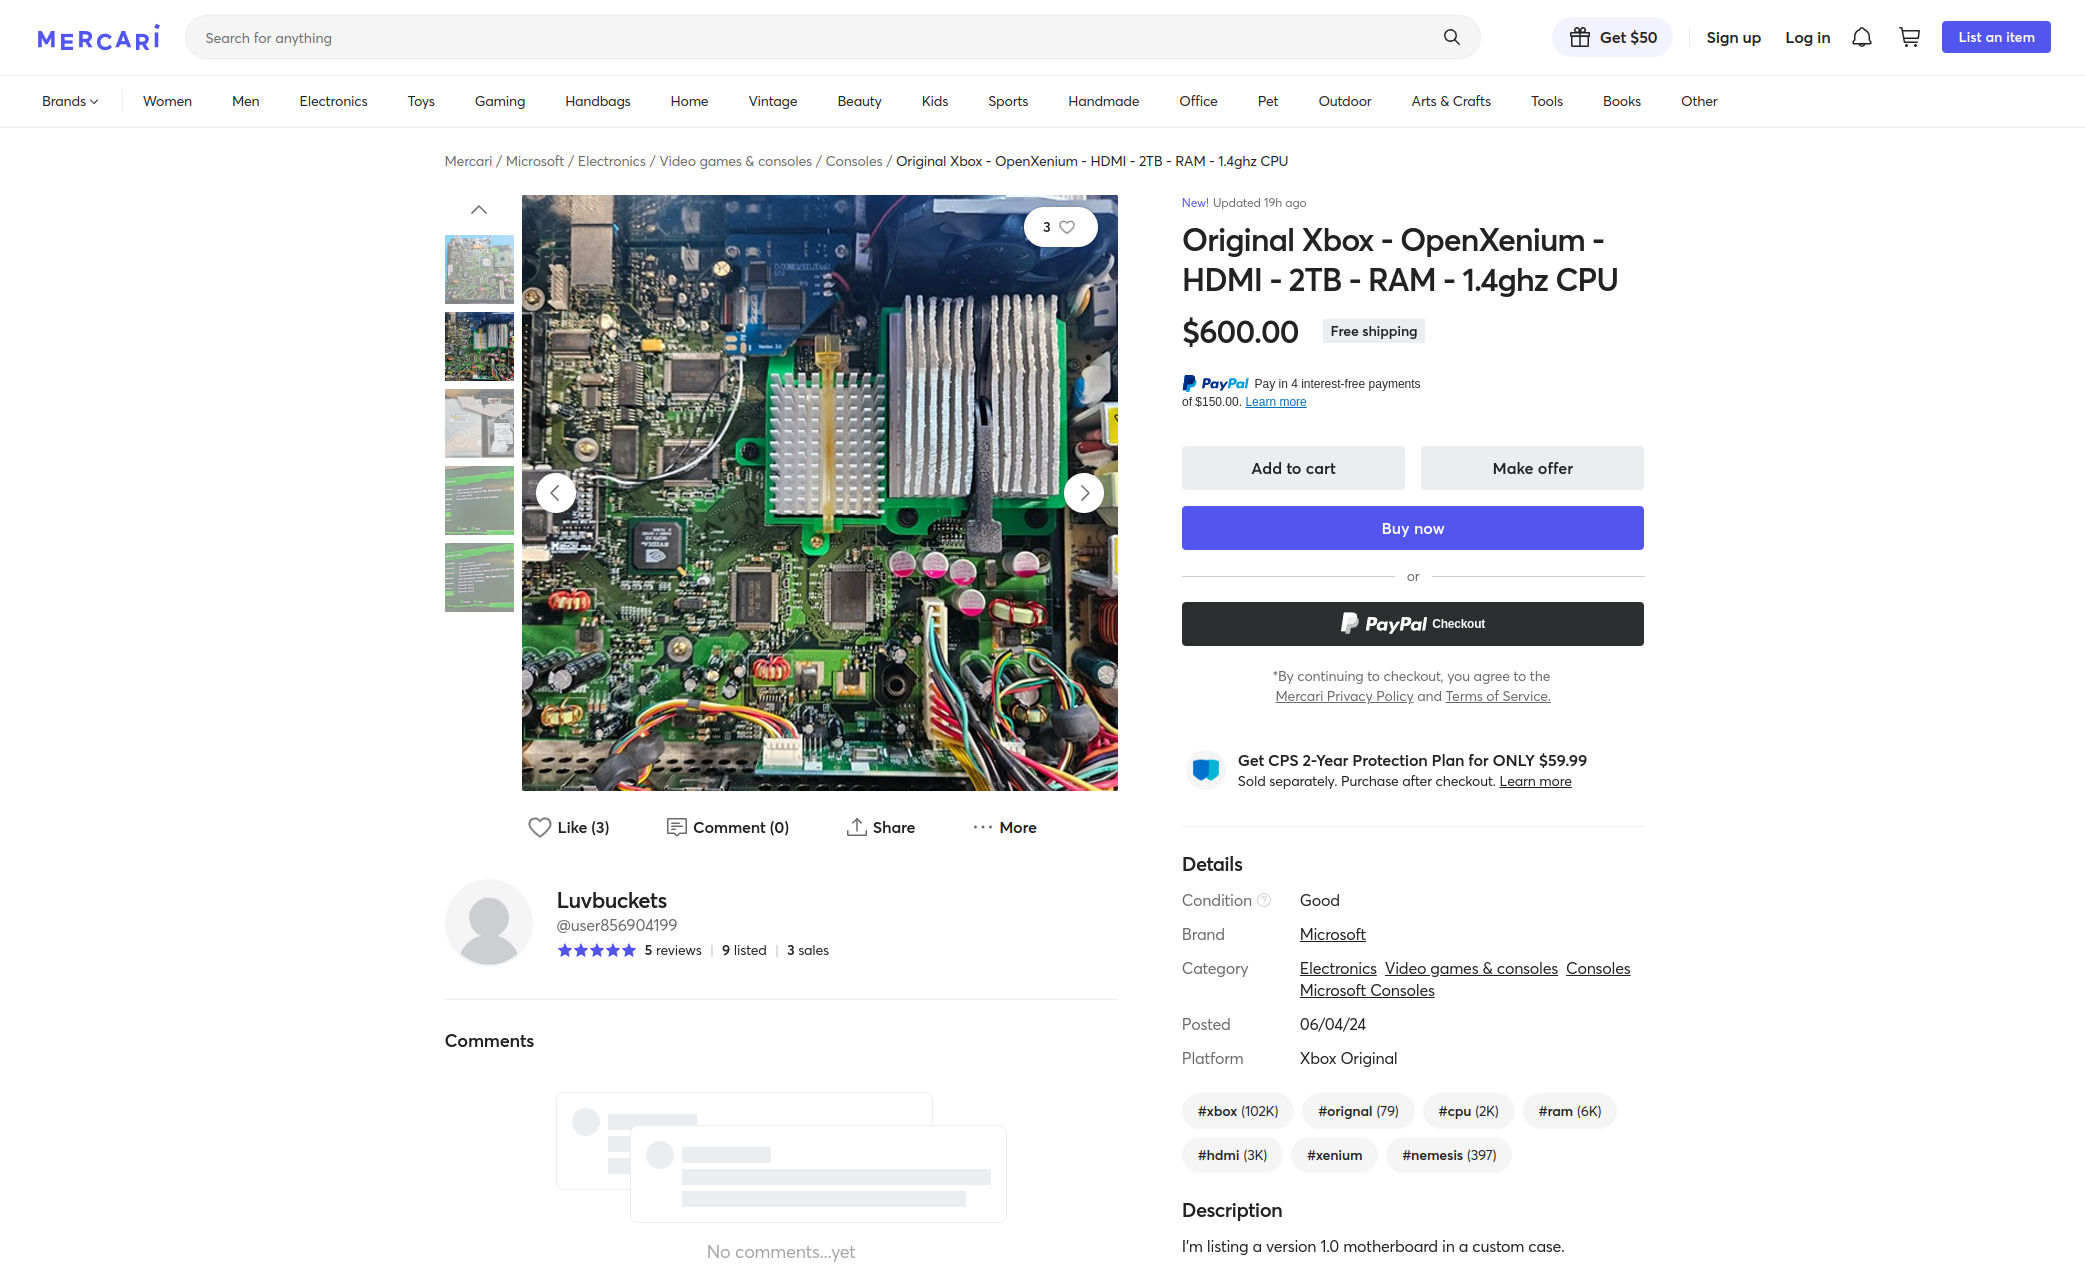 MERCARI
Search for anything
Get $50
Sign up
Log in
List an item
Brands
Women
Men
Electronics
Toys
Gaming
Handbags
Home
Vintage
Beauty
Kids
Sports
Handmade
Office
Pet
Outdoor
Arts & Crafts
Tools
Books
Other
Mercari / Microsoft / Electronics / Video games & consoles / Consoles / Original Xbox - OpenXenium - HDMI - 2TB - RAM - 1.4ghz CPU
3
XENIUM
NVIDIA
Like (3)
Comment (0)
Share
More
Luvbuckets
@user856904199
5 reviews | 9 listed | 3 sales
Comments
No comments...yet
New! Updated 19h ago
Original Xbox - OpenXenium -
HDMI - 2TB - RAM - 1.4ghz CPU
$600.00 Free shipping
PayPal Pay in 4 interest-free payments
of $150.00. Learn more
Add to cart
Make offer
Buy now
or
PayPal Checkout
*By continuing to checkout, you agree to the
Mercari Privacy Policy and Terms of Service.
Get CPS 2-Year Protection Plan for ONLY $59.99
Sold separately. Purchase after checkout. Learn more
Details
Condition Good
Brand Microsoft
Category Electronics Video games & consoles Consoles
Microsoft Consoles
Posted 06/04/24
Platform Xbox Original
#xbox (102K) #orignal (79) #cpu (2K) #ram (6K)
#hdmi (3K) #xenium #nemesis (397)
Description
I'm listing a version 1.0 motherboard in a custom case.